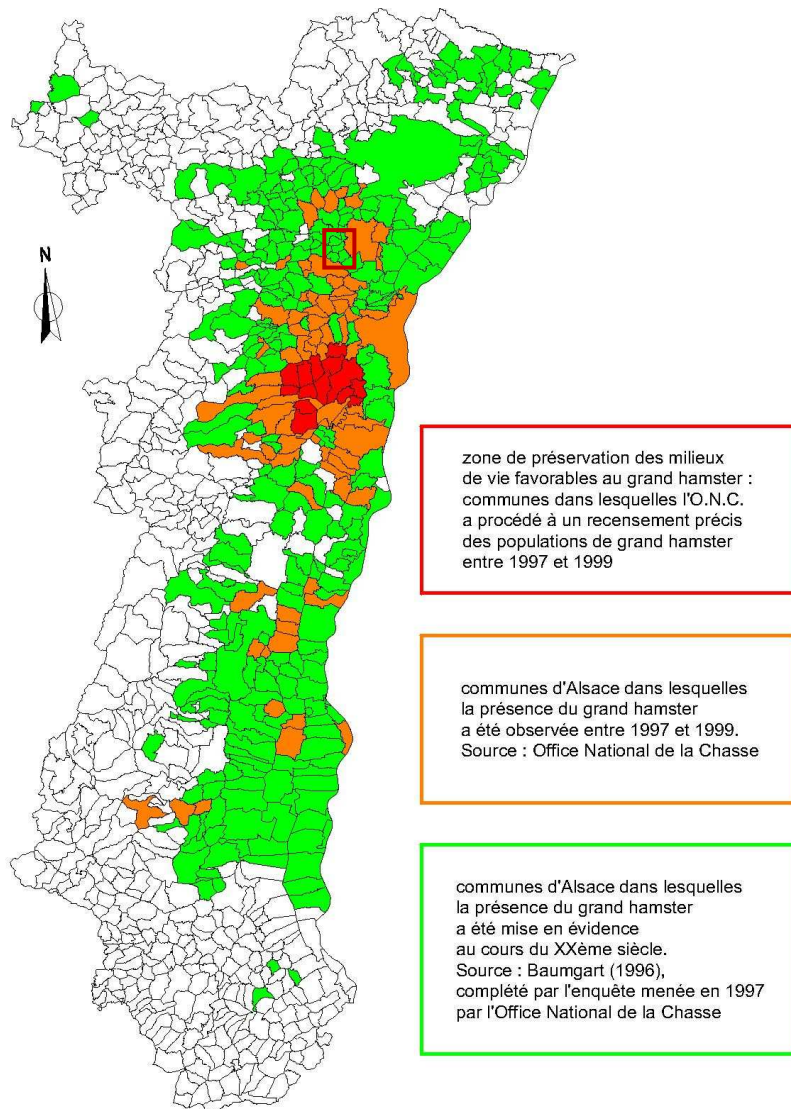 N
zone de préservation des milieux
de vie favorables au grand hamster :
communes dans lesquelles l'O.N.C.
a procédé à un recensement précis
des populations de grand hamster
entre 1997 et 1999
communes d'Alsace dans lesquelles
la présence du grand hamster
a été observée entre 1997 et 1999.
Source : Office National de la Chasse
communes d'Alsace dans lesquelles
la présence du grand hamster
a été mise en évidence
au cours du XXème siècle.
Source : Baumgart (1996),
complété par l'enquête menée en 1997
par l'Office National de la Chasse